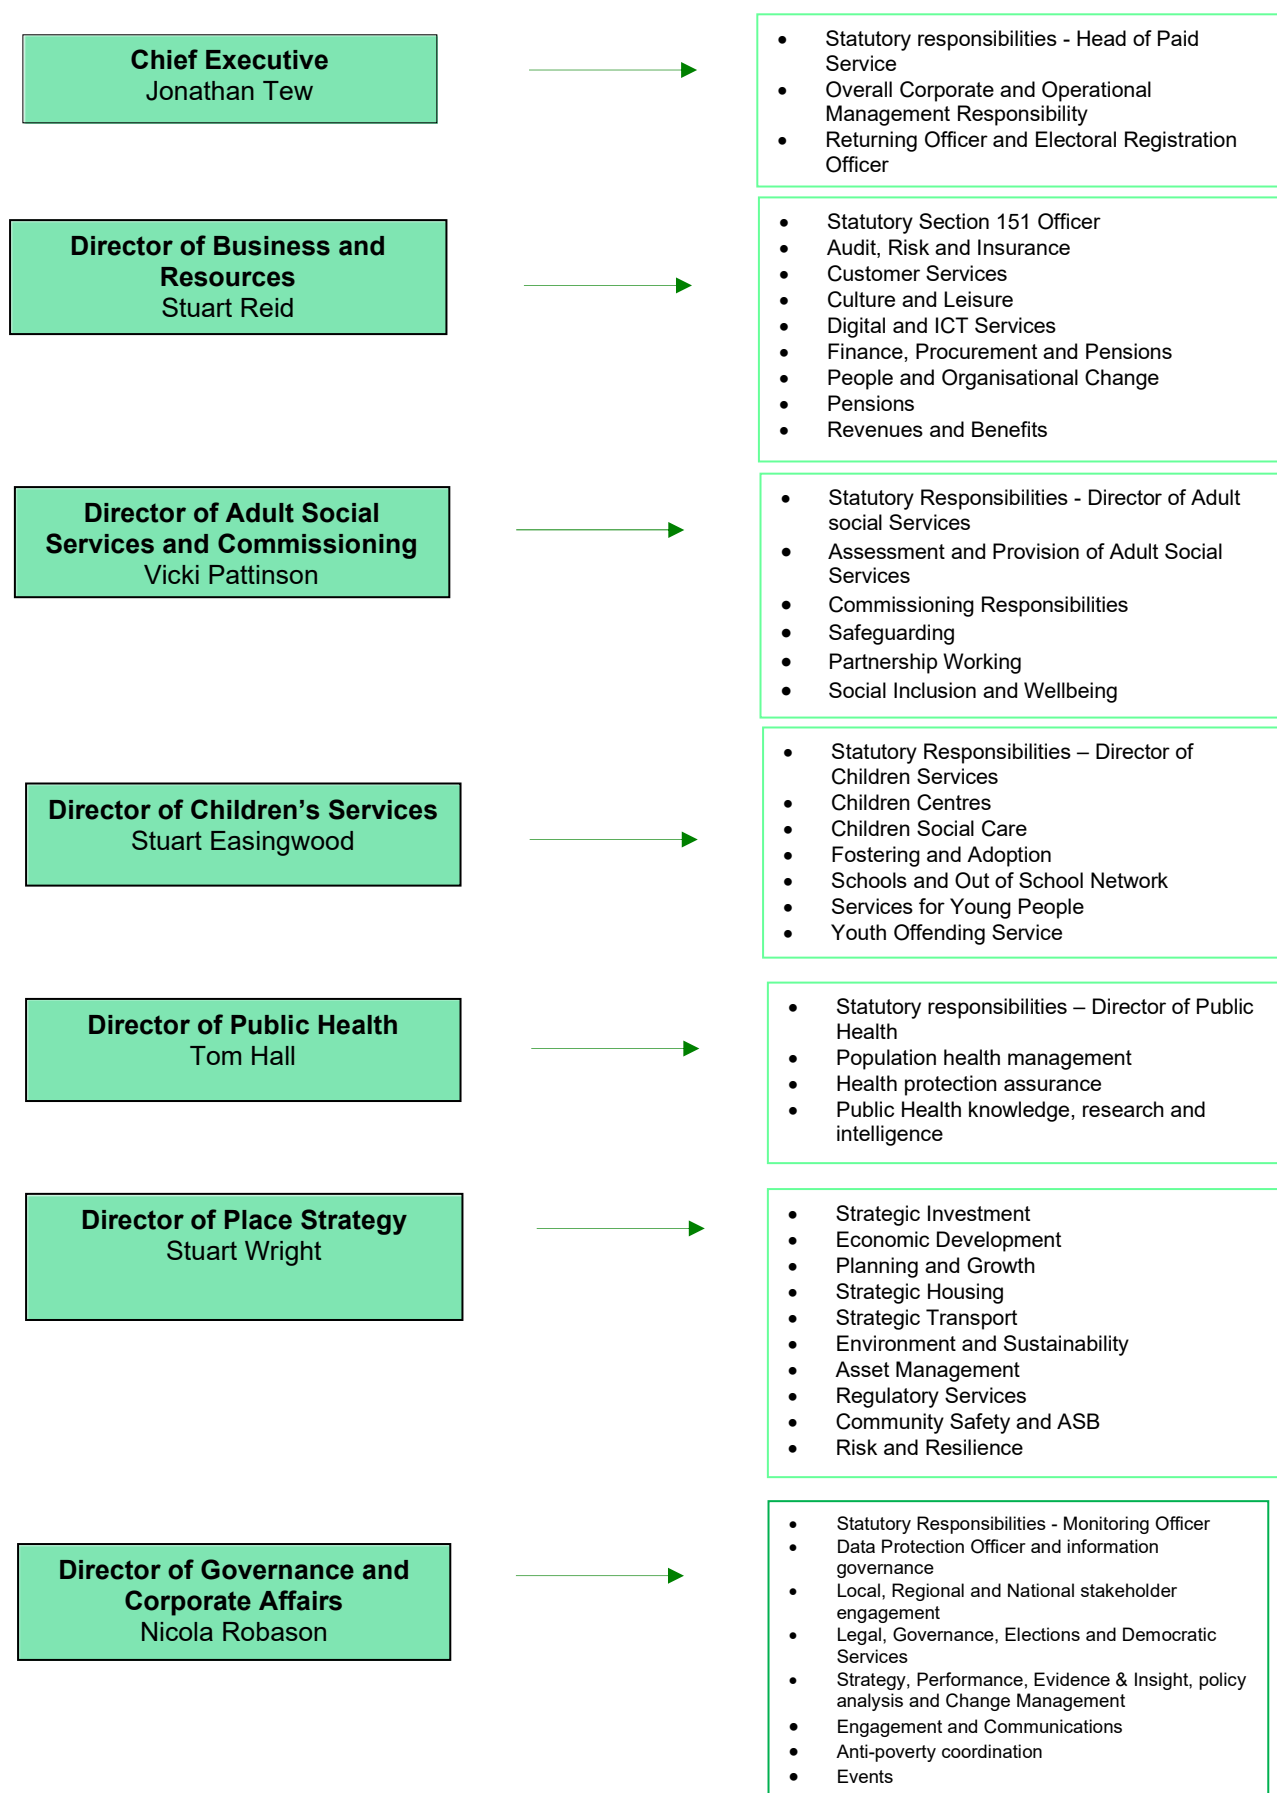 Chief Executive
Jonathan Tew
• Statutory responsibilities - Head of Paid
Service
• Overall Corporate and Operational
Management Responsibility
• Returning Officer and Electoral Registration
Officer
Director of Business and
Resources
Stuart Reid
• Statutory Section 151 Officer
• Audit, Risk and Insurance
• Customer Services
• Culture and Leisure
• Digital and ICT Services
• Finance, Procurement and Pensions
• People and Organisational Change
• Pensions
• Revenues and Benefits
Director of Adult Social
Services and Commissioning
Vicki Pattinson
• Statutory Responsibilities - Director of Adult
social Services
• Assessment and Provision of Adult Social
Services
• Commissioning Responsibilities
• Safeguarding
• Partnership Working
• Social Inclusion and Wellbeing
Director of Children’s Services
Stuart Easingwood
• Statutory Responsibilities – Director of
Children Services
• Children Centres
• Children Social Care
• Fostering and Adoption
• Schools and Out of School Network
• Services for Young People
• Youth Offending Service
Director of Public Health
Tom Hall
• Statutory responsibilities – Director of Public
Health
• Population health management
• Health protection assurance
• Public Health knowledge, research and
intelligence
Director of Place Strategy
Stuart Wright
• Strategic Investment
• Economic Development
• Planning and Growth
• Strategic Housing
• Strategic Transport
• Environment and Sustainability
• Asset Management
• Regulatory Services
• Community Safety and ASB
• Risk and Resilience
Director of Governance and
Corporate Affairs
Nicola Robason
• Statutory Responsibilities - Monitoring Officer
• Data Protection Officer and information
governance
• Local, Regional and National stakeholder
engagement
• Legal, Governance, Elections and Democratic
Services
• Strategy, Performance, Evidence & Insight, policy
analysis and Change Management
• Engagement and Communications
• Anti-poverty coordination
• Events